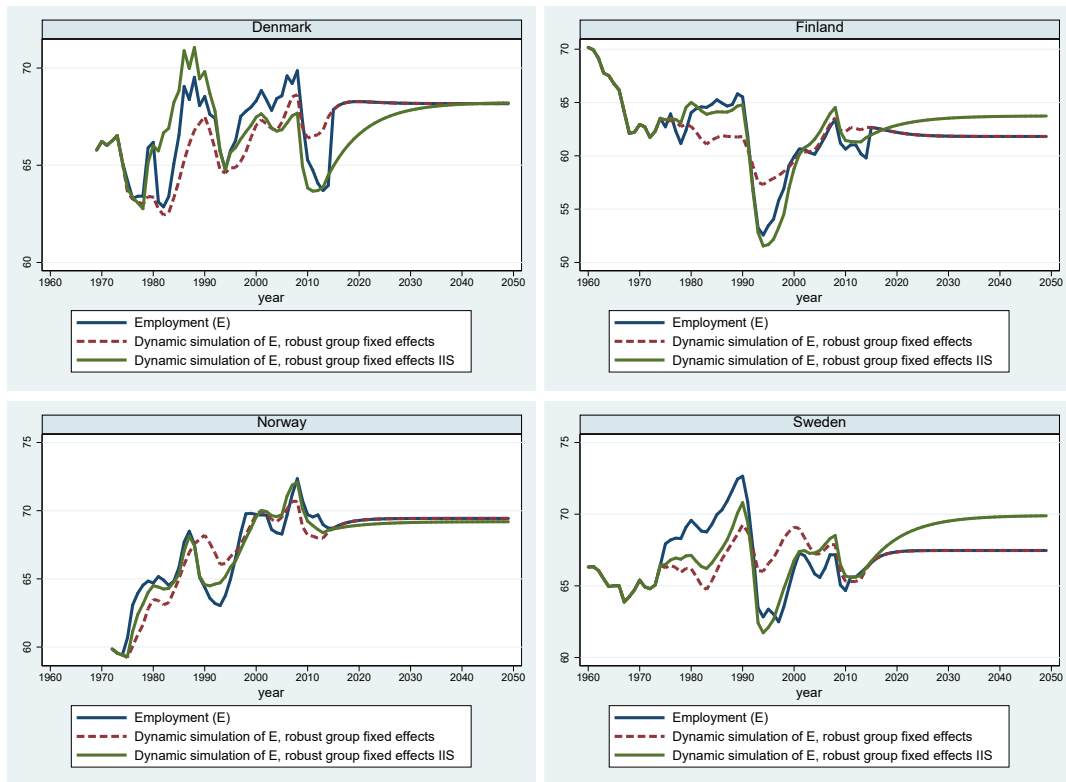 Denmark
70
65
60
1960 1970 1980 1990 2000 2010 2020 2030 2040 2050
year
Employment (E)
Dynamic simulation of E, robust group fixed effects
Dynamic simulation of E, robust group fixed effects IIS
Finland
70
65
60
55
50
1960 1970 1980 1990 2000 2010 2020 2030 2040 2050
year
Employment (E)
Dynamic simulation of E, robust group fixed effects
Dynamic simulation of E, robust group fixed effects IIS
Norway
75
70
65
60
1960 1970 1980 1990 2000 2010 2020 2030 2040 2050
year
Employment (E)
Dynamic simulation of E, robust group fixed effects
Dynamic simulation of E, robust group fixed effects IIS
Sweden
75
70
65
60
1960 1970 1980 1990 2000 2010 2020 2030 2040 2050
year
Employment (E)
Dynamic simulation of E, robust group fixed effects
Dynamic simulation of E, robust group fixed effects IIS